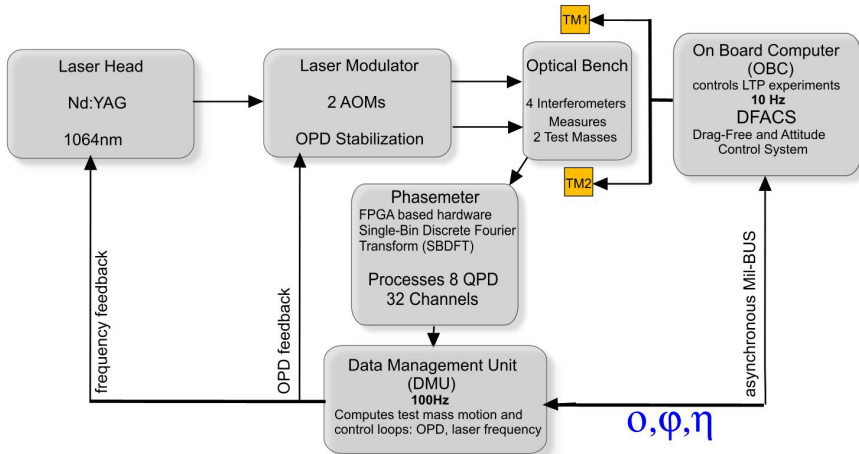 Laser Head
Nd:YAG
1064nm
Laser Modulator
2 AOMs
OPD Stabilization
Optical Bench
4 Interferometers
Measures
2 Test Masses
TM1
TM2
On Board Computer
(OBC)
controls LTP experiments
10 Hz
DFACS
Drag-Free and Attitude
Control System
Phasemeter
FPGA based hardware
Single-Bin Discrete Fourier
Transform (SBDFT)
Processes 8 QPD
32 Channels
frequency feedback
OPD feedback
asynchronous Mil-BUS
Data Management Unit
(DMU)
100Hz
Computes test mass motion and
control loops: OPD, laser frequency
o,φ,η